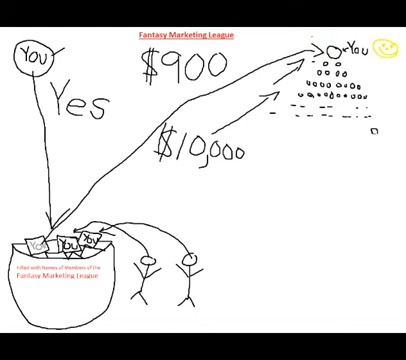 Fantasy Marketing League
YOU
$900
YOU
Yes
$10,000
YOU
YOU
YOU
Filled with Names of Members of the
Fantasy Marketing League